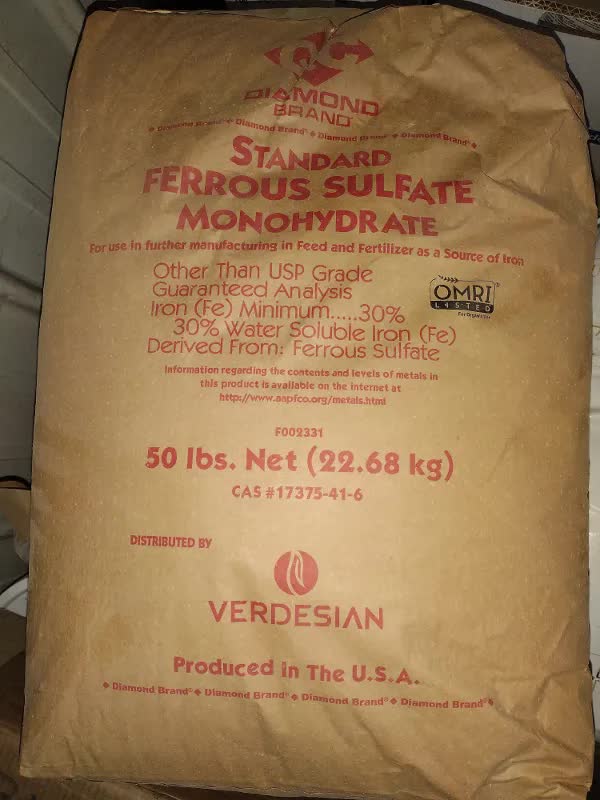 DIAMOND
BRAND
Diamond Brand ◆ Diamond Brand® ◆ Diamond Brand ◆ Diamond Brand®
STANDARD
FERROUS SULFATE
MONOHYDRATE
For use in further manufacturing in Feed and Fertilizer as a Source of Iron
Other Than USP Grade
Guaranteed Analysis
Iron (Fe) Minimum.....30%
30% Water Soluble Iron (Fe)
Derived From: Ferrous Sulfate
OMRI®
LISTED
For Organic Use
Information regarding the contents and levels of metals in
this product is available on the internet at
http://www.aapfco.org/metals.html
F002331
50 lbs. Net (22.68 kg)
CAS #17375-41-6
DISTRIBUTED BY
VERDESIAN
Produced in The U.S.A.
◆ Diamond Brand® ◆ Diamond Brand® ◆ Diamond Brand® ◆ Diamond Brand® ◆